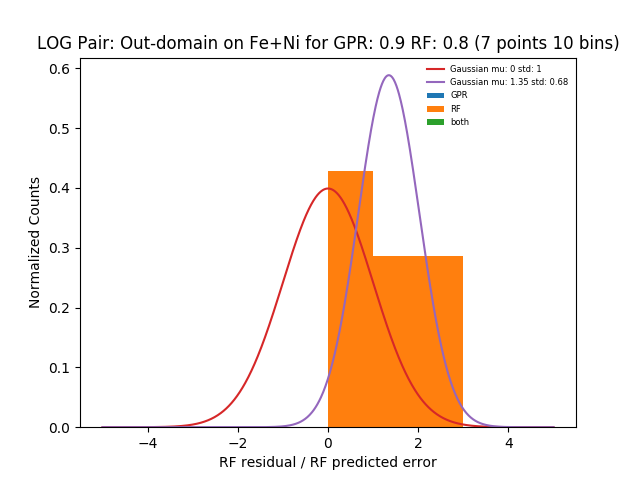 LOG Pair: Out-domain on Fe+Ni for GPR: 0.9 RF: 0.8 (7 points 10 bins)
Gaussian mu: 0 std: 1
Gaussian mu: 1.35 std: 0.68
GPR
RF
both
Normalized Counts
0.6
0.5
0.4
0.3
0.2
0.1
0.0
−4
−2
0
2
4
RF residual / RF predicted error